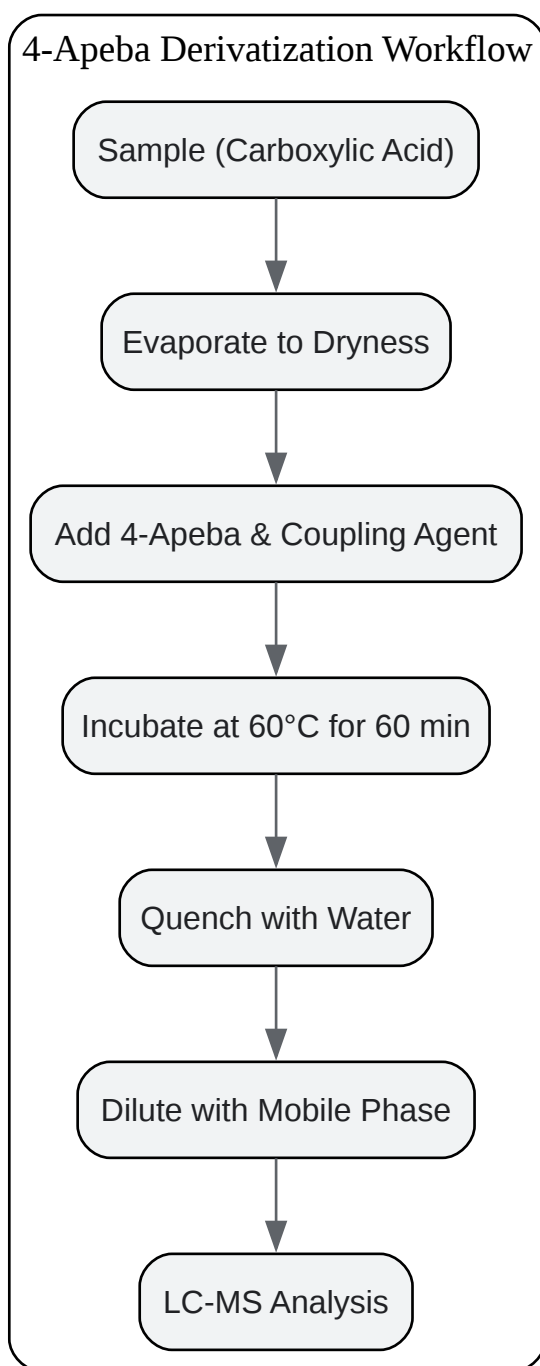 4-Apeba Derivatization Workflow
Sample (Carboxylic Acid)
Evaporate to Dryness
Add 4-Apeba & Coupling Agent
Incubate at 60°C for 60 min
Quench with Water
Dilute with Mobile Phase
LC-MS Analysis